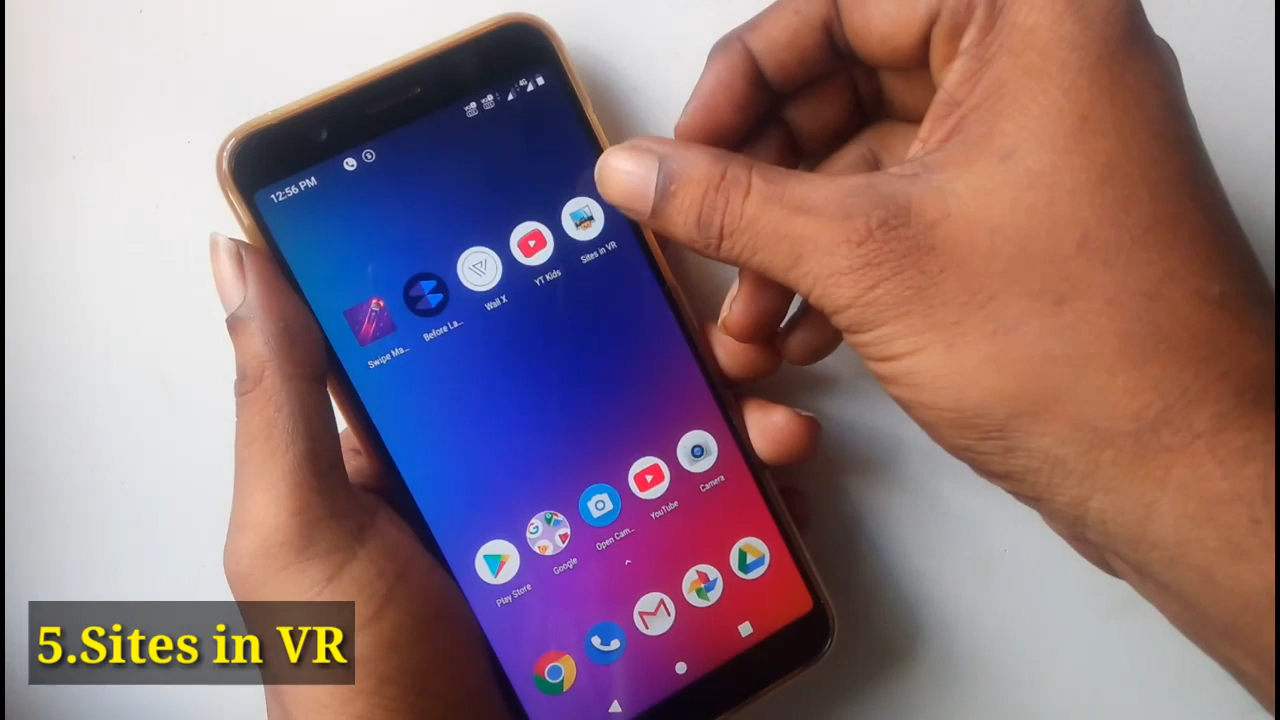 12:56 PM
4G
Swipe Ma...
Before La...
Wall X
YT Kids
Sites in VR
Play Store
Google
Open Cam...
YouTube
Camera
5.Sites in VR